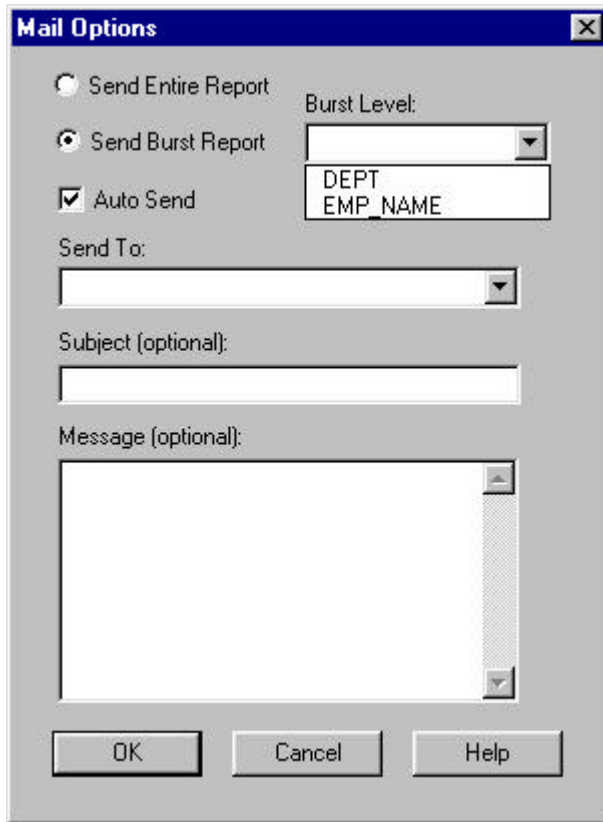 Mail Options
Send Entire Report
Burst Level:
Send Burst Report
DEPT
EMP_NAME
Auto Send
Send To:
Subject (optional):
Message (optional):
OK
Cancel
Help